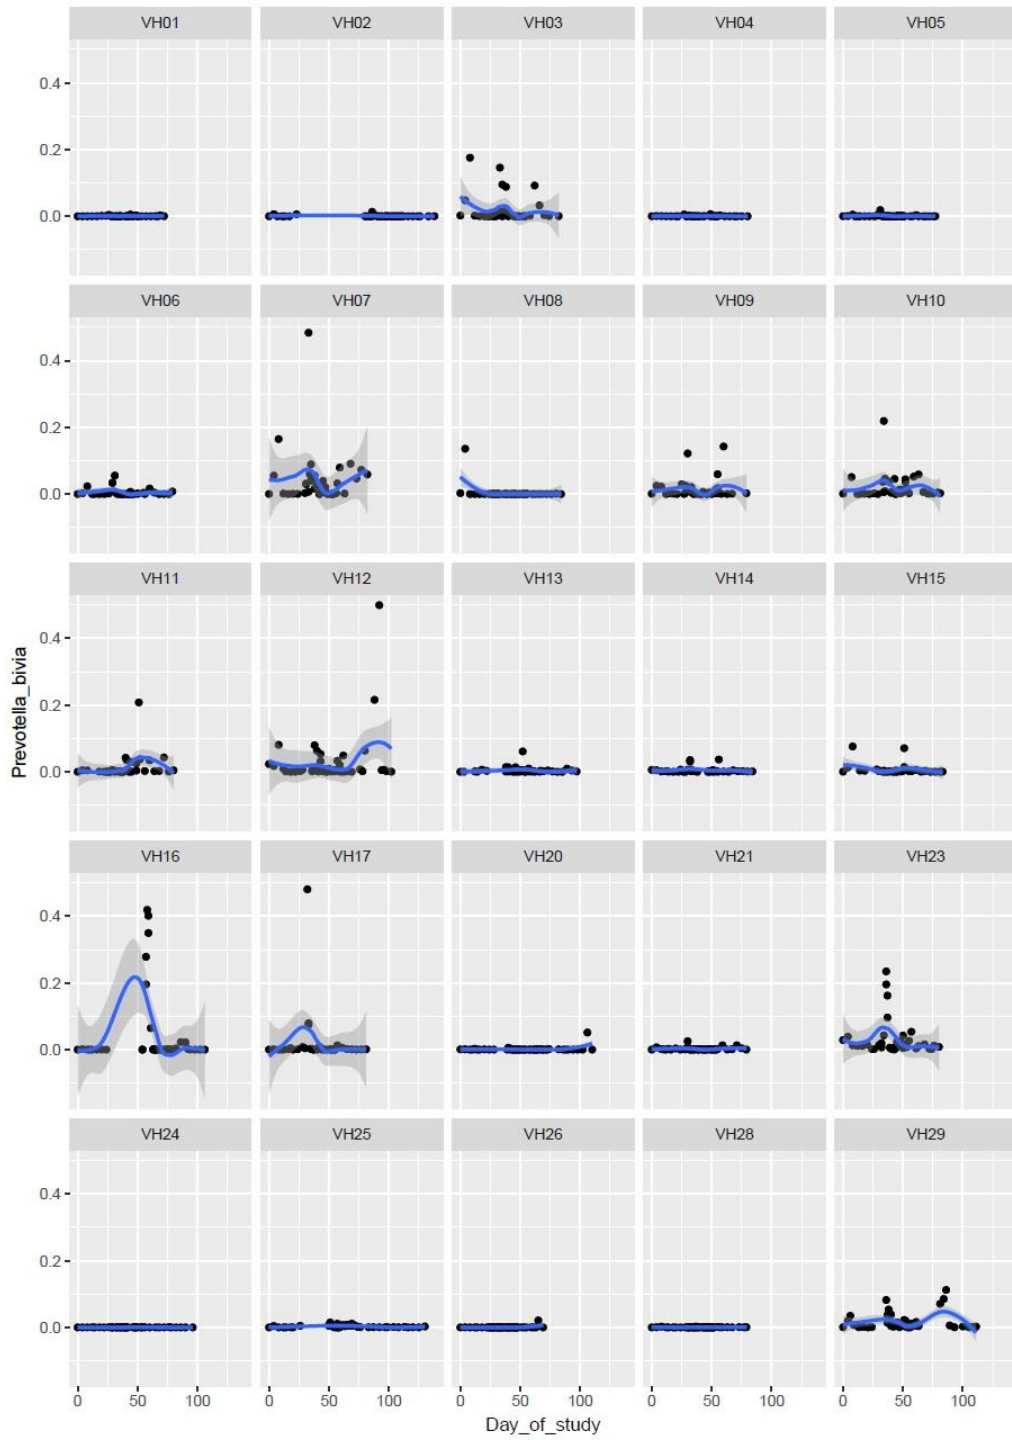 VH01 VH02 VH03 VH04 VH05
0.4
0.2
0.0
VH06 VH07 VH08 VH09 VH10
0.4
0.2
0.0
VH11 VH12 VH13 VH14 VH15
0.4
0.2
0.0
Prevotella_bivia
VH16 VH17 VH20 VH21 VH23
0.4
0.2
0.0
VH24 VH25 VH26 VH28 VH29
0.4
0.2
0.0
0 50 100 0 50 100 0 50 100 0 50 100 0 50 100
Day_of_study